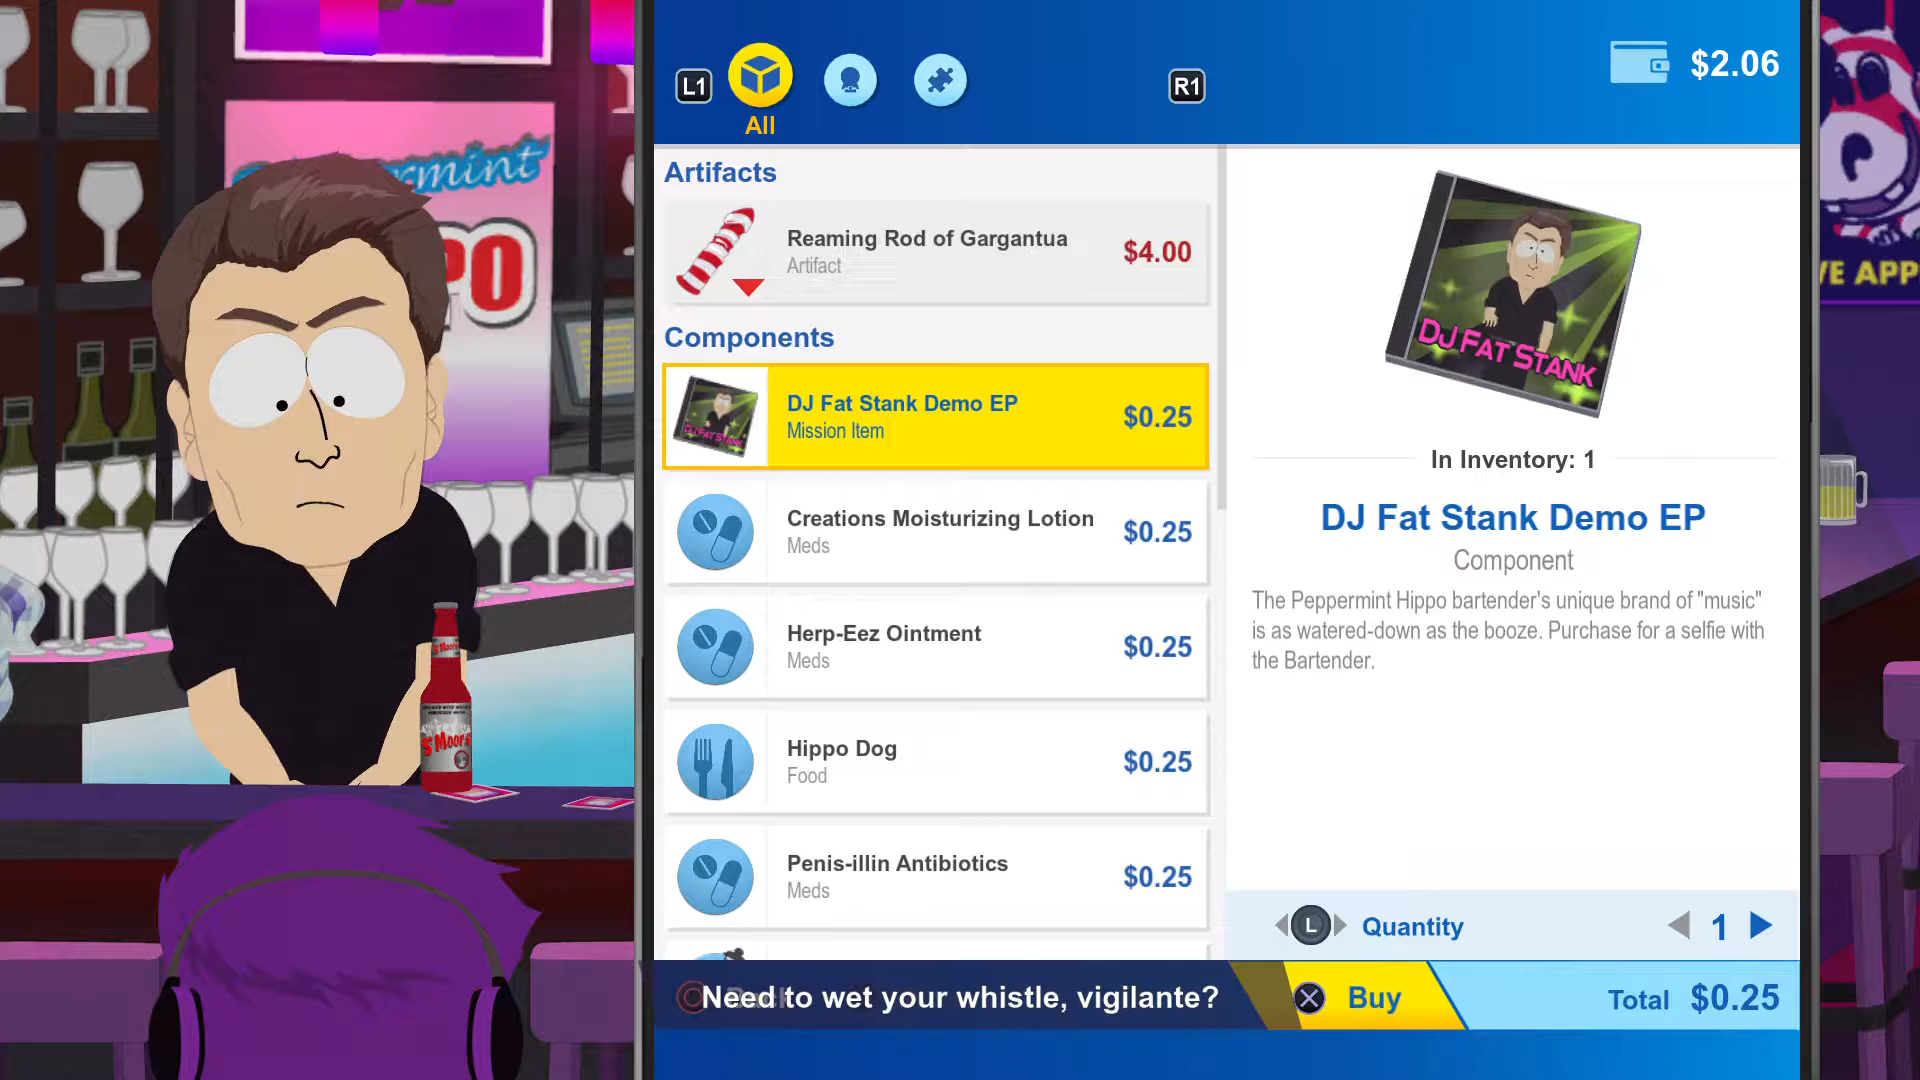 L1
R1
$2.06
All
Artifacts
Reaming Rod of Gargantua
Artifact
$4.00
Components
DJ Fat Stank Demo EP
Mission Item
$0.25
Creations Moisturizing Lotion
Meds
$0.25
Herp-Eez Ointment
Meds
$0.25
Hippo Dog
Food
$0.25
Penis-illin Antibiotics
Meds
$0.25
DJ FAT STANK
In Inventory: 1
DJ Fat Stank Demo EP
Component
The Peppermint Hippo bartender's unique brand of "music"
is as watered-down as the booze. Purchase for a selfie with
the Bartender.
L Quantity 1
Need to wet your whistle, vigilante?
Buy
Total $0.25